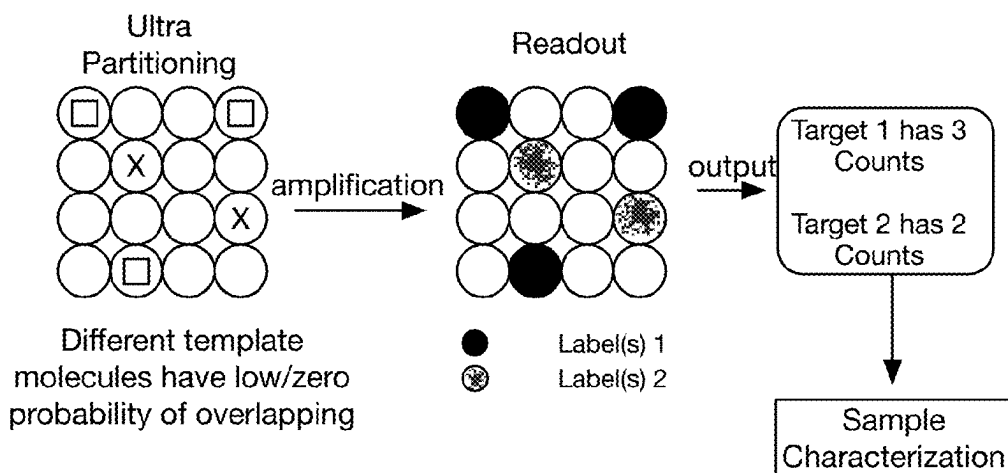 Ultra
Partitioning
X
X
Different template
molecules have low/zero
probability of overlapping
amplification
Readout
Label(s) 1
Label(s) 2
output
Target 1 has 3
Counts
Target 2 has 2
Counts
Sample
Characterization